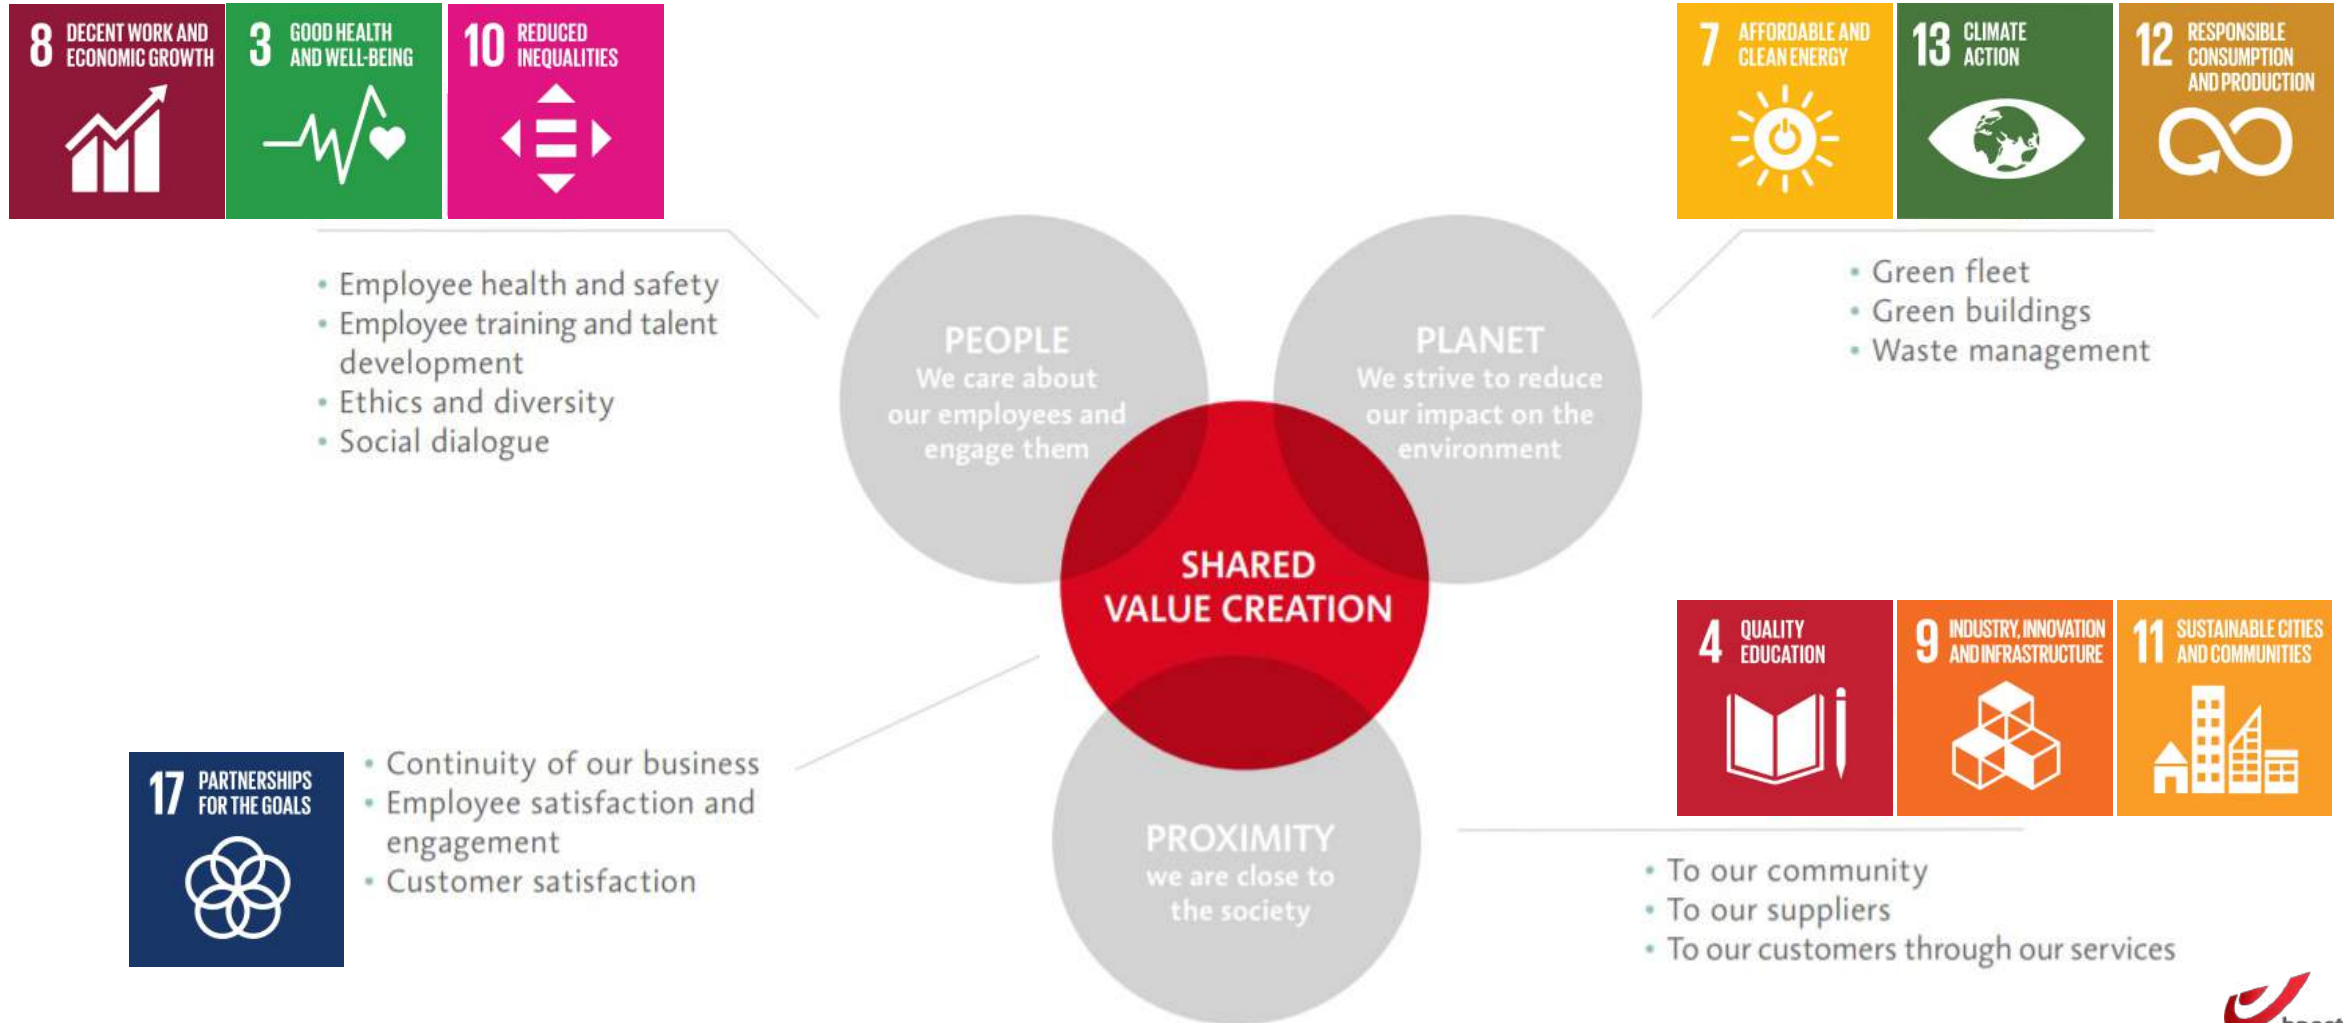 8 DECENT WORK AND
ECONOMIC GROWTH
3 GOOD HEALTH
AND WELL-BEING
10 REDUCED
INEQUALITIES
7 AFFORDABLE AND
CLEAN ENERGY
13 CLIMATE
ACTION
12 RESPONSIBLE
CONSUMPTION
AND PRODUCTION
• Employee health and safety
• Employee training and talent
development
• Ethics and diversity
• Social dialogue
PEOPLE
We care about
our employees and
engage them
PLANET
We strive to reduce
our impact on the
environment
• Green fleet
• Green buildings
• Waste management
SHARED
VALUE CREATION
17 PARTNERSHIPS
FOR THE GOALS
• Continuity of our business
• Employee satisfaction and
engagement
• Customer satisfaction
PROXIMITY
we are close to
the society
4 QUALITY
EDUCATION
9 INDUSTRY, INNOVATION
AND INFRASTRUCTURE
11 SUSTAINABLE CITIES
AND COMMUNITIES
• To our community
• To our suppliers
• To our customers through our services